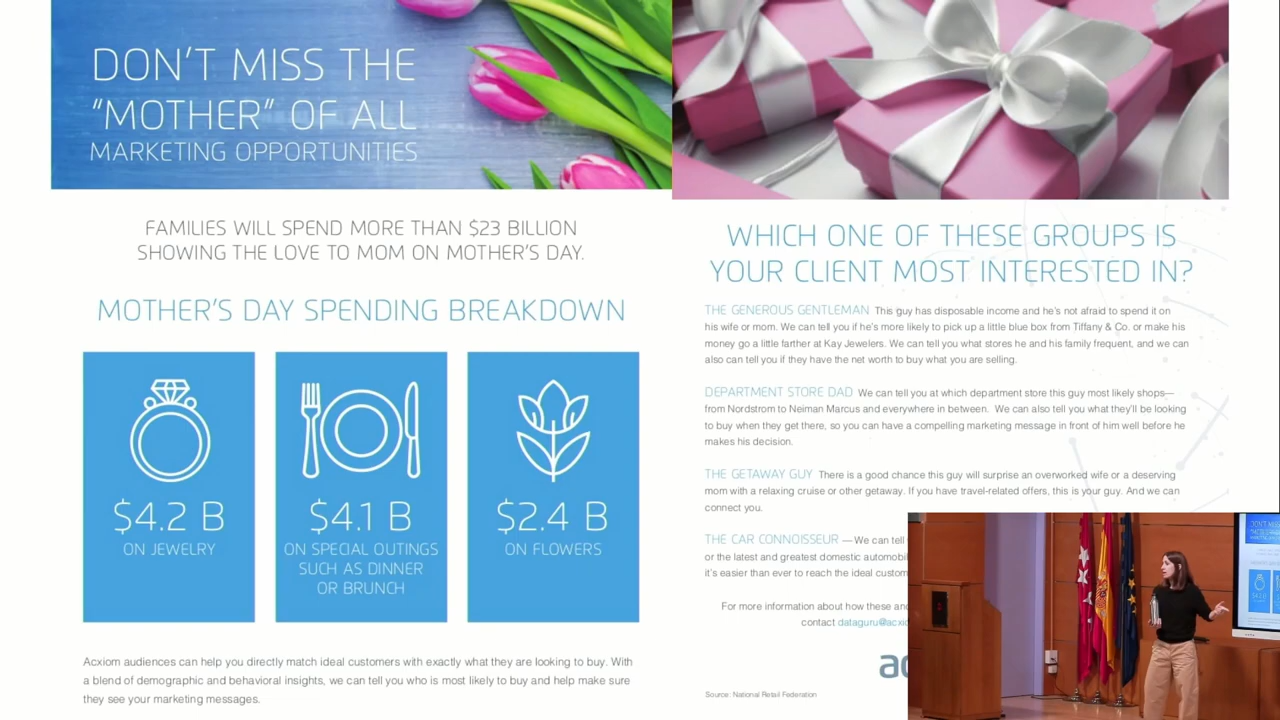 DON'T MISS THE
"MOTHER" OF ALL
MARKETING OPPORTUNITIES
FAMILIES WILL SPEND MORE THAN $23 BILLION
SHOWING THE LOVE TO MOM ON MOTHER'S DAY.
MOTHER'S DAY SPENDING BREAKDOWN
$4.2 B
ON JEWELRY
$4.1 B
ON SPECIAL OUTINGS
SUCH AS DINNER
OR BRUNCH
$2.4 B
ON FLOWERS
Acxiom audiences can help you directly match ideal customers with exactly what they are looking to buy. With
a blend of demographic and behavioral insights, we can tell you who is most likely to buy and help make sure
they see your marketing messages.
WHICH ONE OF THESE GROUPS IS
YOUR CLIENT MOST INTERESTED IN?
THE GENEROUS GENTLEMAN This guy has disposable income and he's not afraid to spend it on
his wife or mom. We can tell you if he's more likely to pick up a little blue box from Tiffany & Co. or make his
money go a little farther at Kay Jewelers. We can tell you what stores he and his family frequent, and we can
also can tell you if they have the net worth to buy what you are selling.
DEPARTMENT STORE DAD We can tell you at which department store this guy most likely shops—
from Nordstrom to Neiman Marcus and everywhere in between. We can also tell you what they'll be looking
to buy when they get there, so you can have a compelling marketing message in front of him well before he
makes his decision.
THE GETAWAY GUY There is a good chance this guy will surprise an overworked wife or a deserving
mom with a relaxing cruise or other getaway. If you have travel-related offers, this is your guy. And we can
connect you.
THE CAR CONNOISSEUR — We can tell
or the latest and greatest domestic automobil
it's easier than ever to reach the ideal custom
For more information about how these and
contact dataguru@acxio
ac
Source: National Retail Federation